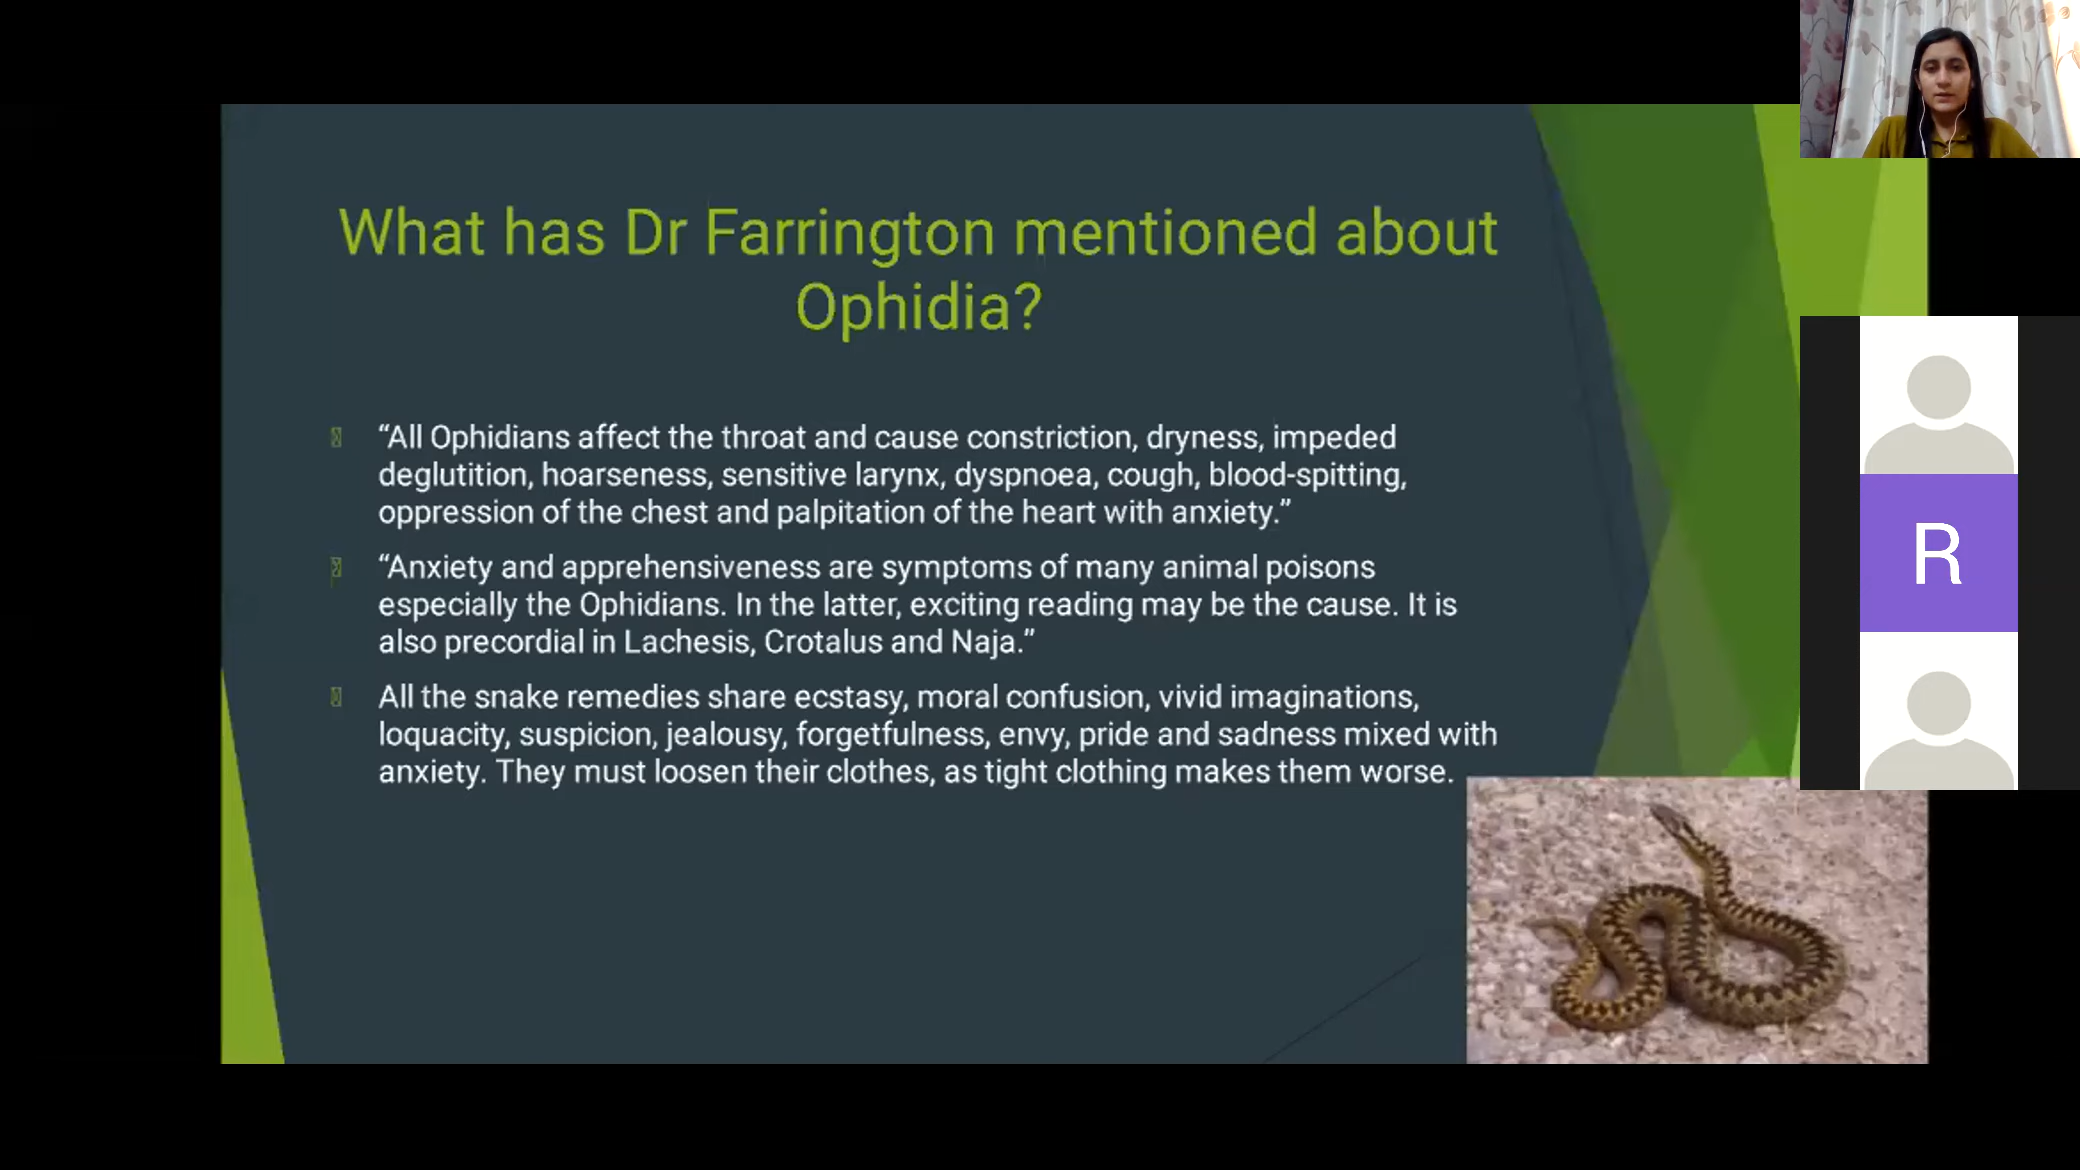 What has Dr Farrington mentioned about
Ophidia?
“All Ophidians affect the throat and cause constriction, dryness, impeded
deglutition, hoarseness, sensitive larynx, dyspnoea, cough, blood-spitting,
oppression of the chest and palpitation of the heart with anxiety.”
“Anxiety and apprehensiveness are symptoms of many animal poisons
especially the Ophidians. In the latter, exciting reading may be the cause. It is
also precordial in Lachesis, Crotalus and Naja.”
All the snake remedies share ecstasy, moral confusion, vivid imaginations,
loquacity, suspicion, jealousy, forgetfulness, envy, pride and sadness mixed with
anxiety. They must loosen their clothes, as tight clothing makes them worse.
R